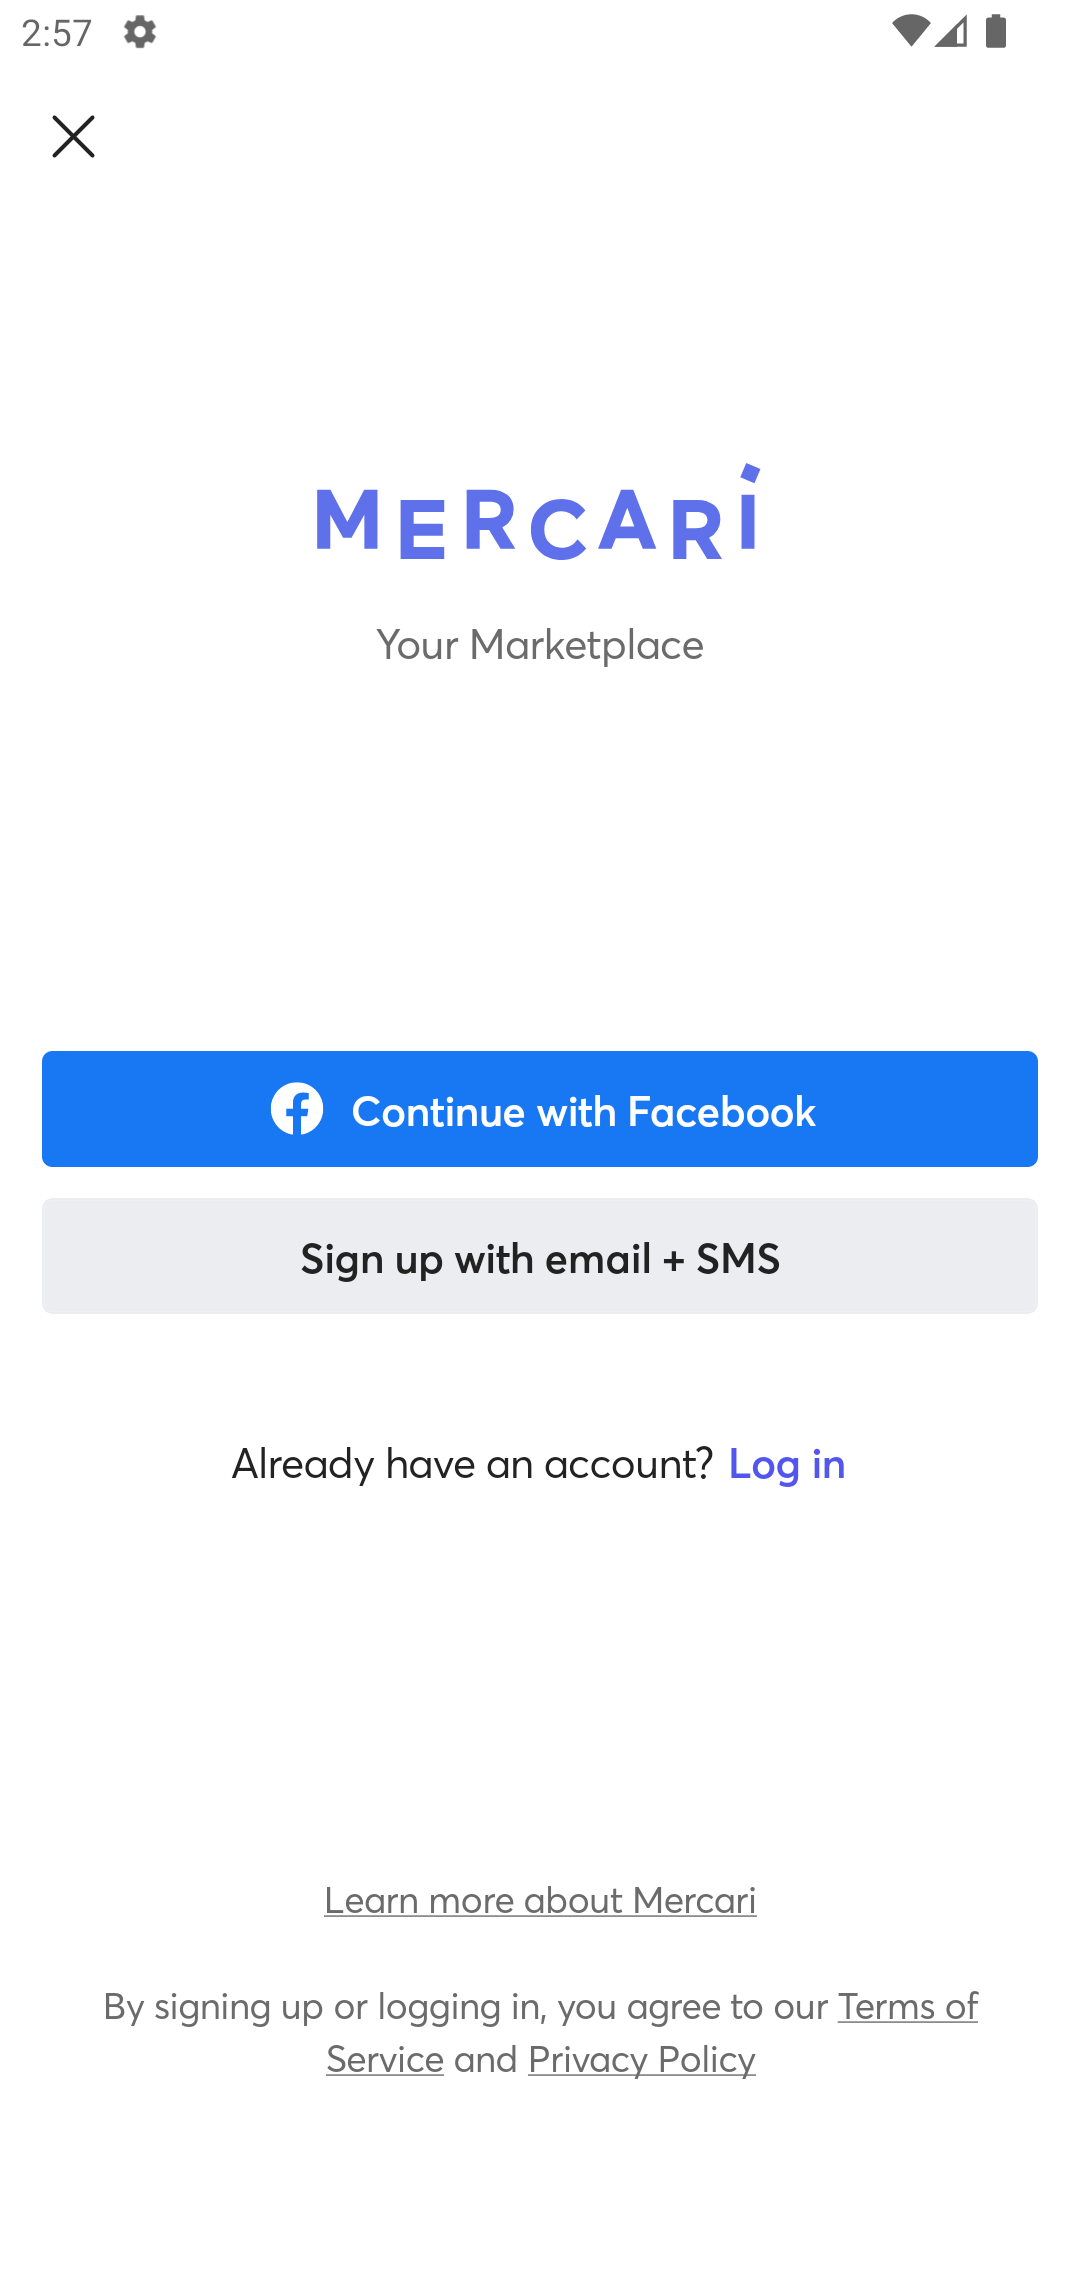 2:57
MERCARI
Your Marketplace
Continue with Facebook
Sign up with email + SMS
Already have an account? Log in
Learn more about Mercari
By signing up or logging in, you agree to our Terms of
Service and Privacy Policy